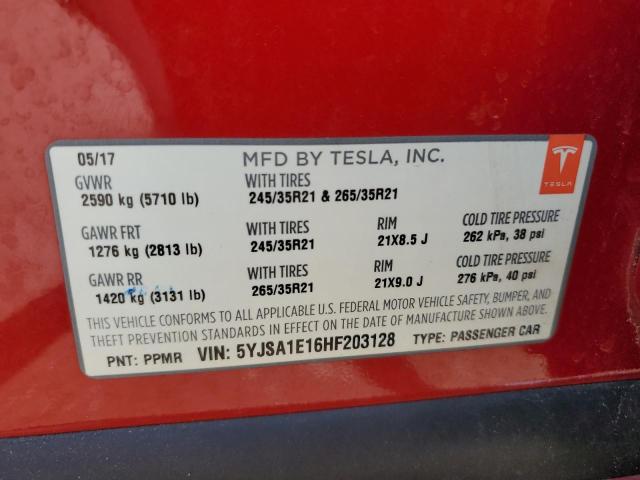 05/17 MFD BY TESLA, INC.
GVWR WITH TIRES
2590 kg (5710 lb) 245/35R21 & 265/35R21
TESLA
GAWR FRT WITH TIRES RIM COLD TIRE PRESSURE
1276 kg (2813 lb) 245/35R21 21X8.5 J 262 kPa, 38 psi
GAWR RR WITH TIRES RIM COLD TIRE PRESSURE
1420 kg (3131 lb) 265/35R21 21X9.0 J 276 kPa, 40 psi
THIS VEHICLE CONFORMS TO ALL APPLICABLE U.S. FEDERAL MOTOR VEHICLE SAFETY, BUMPER, AND
THEFT PREVENTION STANDARDS IN EFFECT ON THE DATE OF MANUFACTURE SHOWN ABOVE.
PNT: PPMR VIN: 5YJSA1E16HF203128 TYPE: PASSENGER CAR